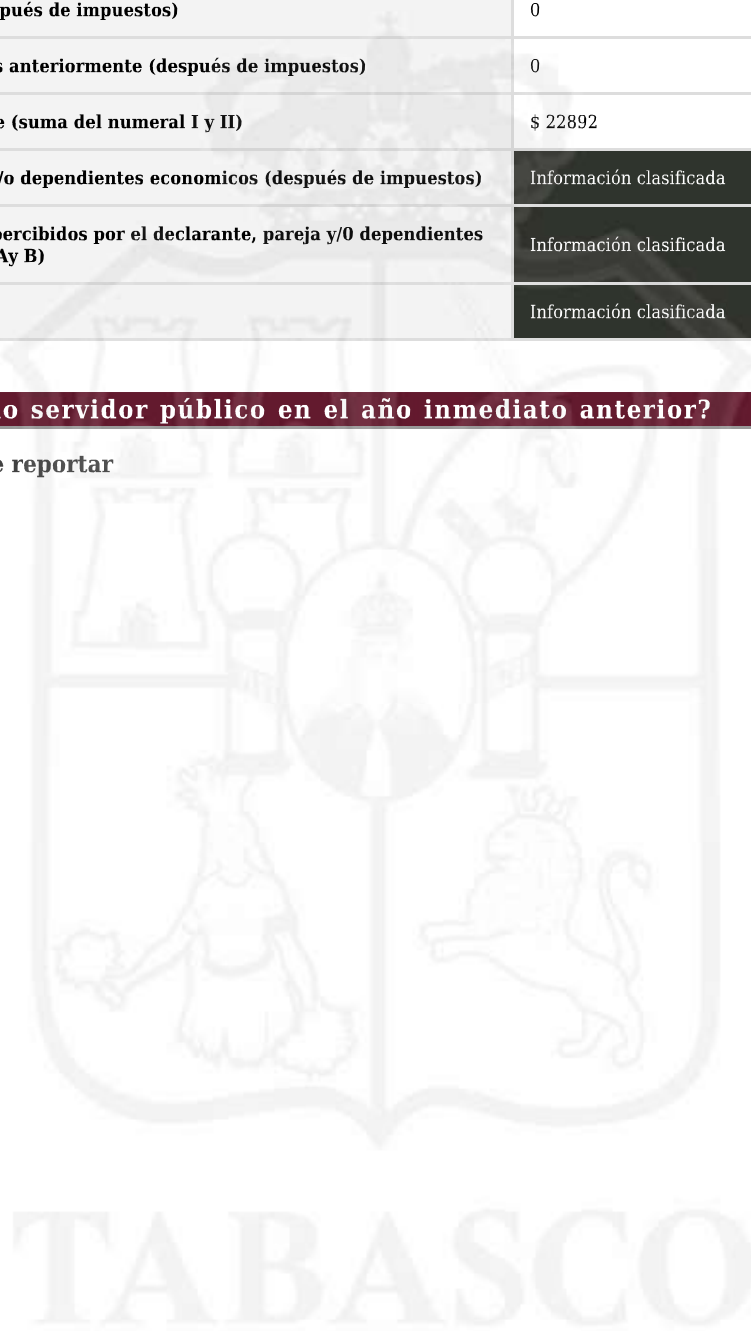 pués de impuestos) 0
s anteriormente (después de impuestos) 0
e (suma del numeral I y II) $ 22892
/o dependientes economicos (después de impuestos) Información clasificada
percibidos por el declarante, pareja y/0 dependientes
Ay B) Información clasificada
Información clasificada
o servidor público en el año inmediato anterior?
e reportar
TABASCO